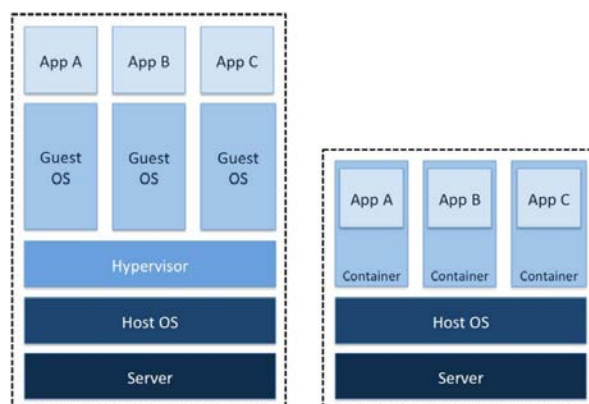 App A
App B
App C
Guest
OS
Guest
OS
Guest
OS
Hypervisor
Host OS
Server
App A
App B
App C
Container
Container
Container
Host OS
Server